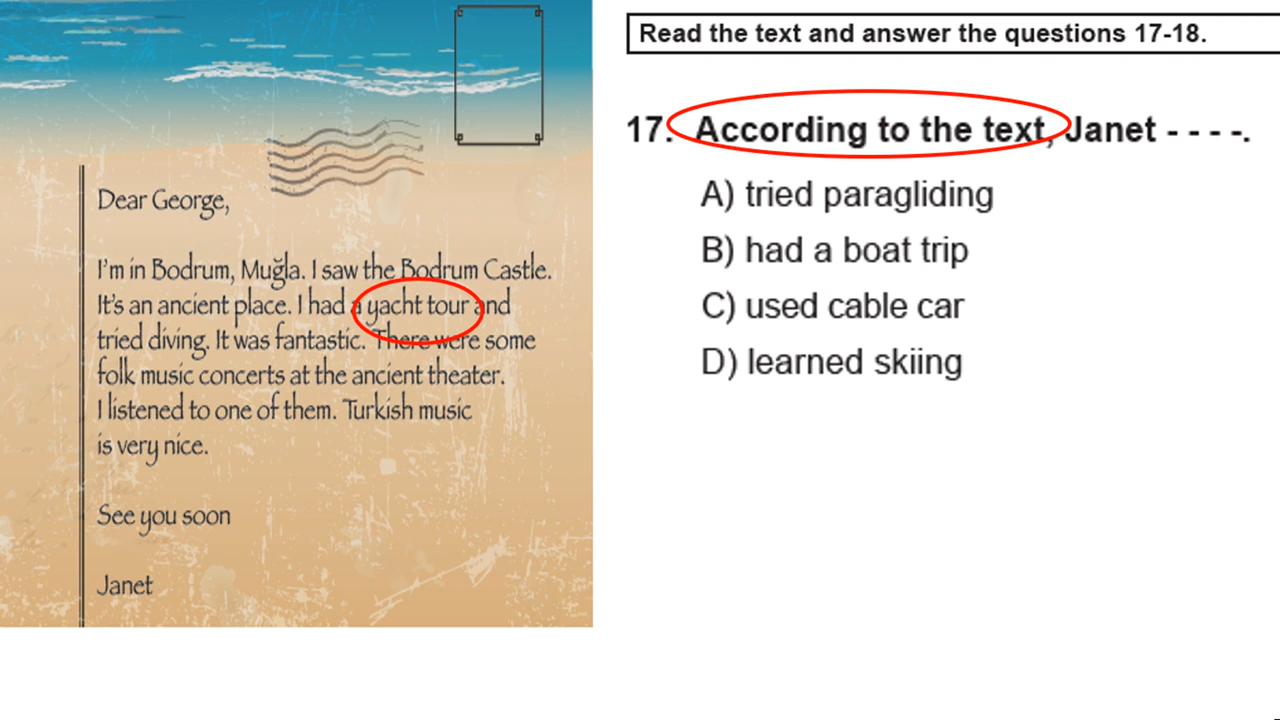 Dear George,
I'm in Bodrum, Muğla. I saw the Bodrum Castle.
It's an ancient place. I had a yacht tour and
tried diving. It was fantastic. There were some
folk music concerts at the ancient theater.
I listened to one of them. Turkish music
is very nice.
See you soon
Janet
Read the text and answer the questions 17-18.
17. According to the text, Janet - - - -.
A) tried paragliding
B) had a boat trip
C) used cable car
D) learned skiing